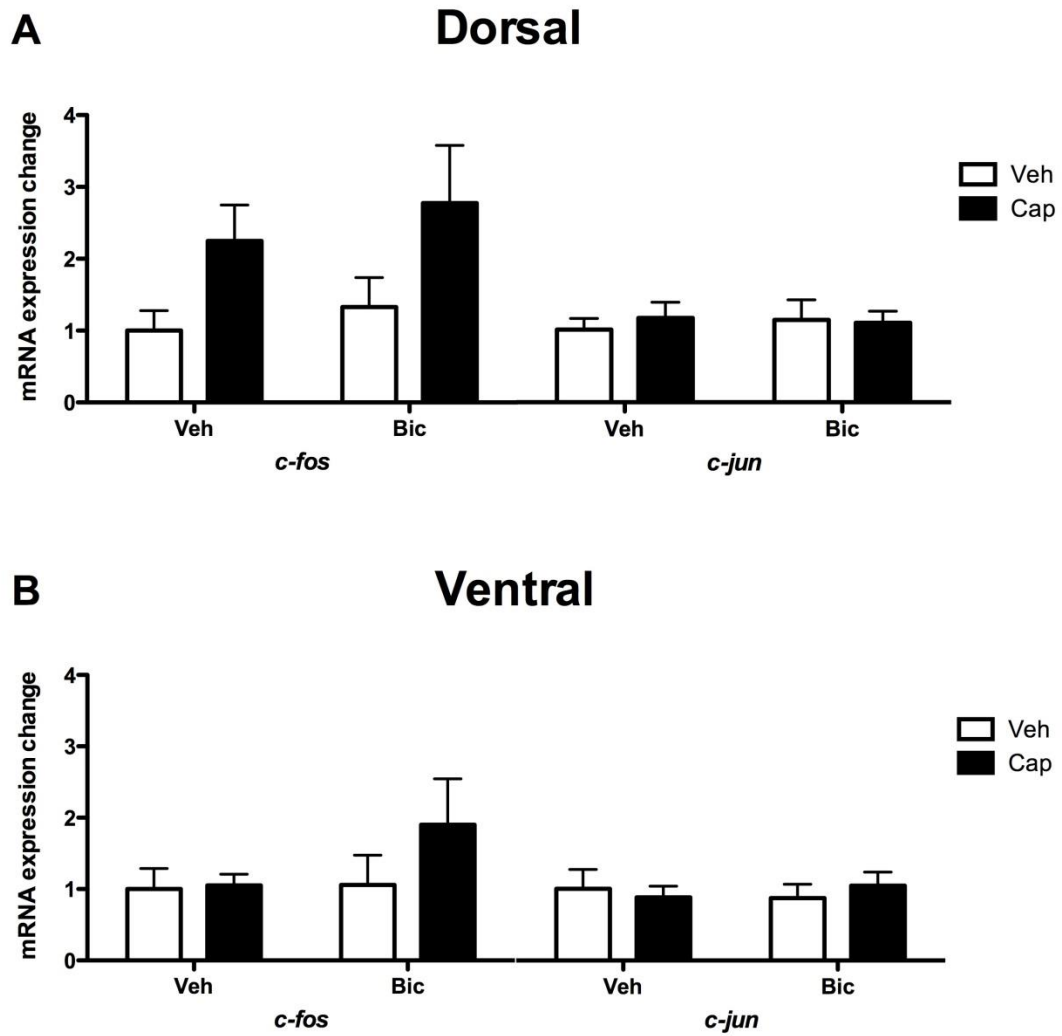 A
Dorsal
mRNA expression change
4
3
2
1
0
Veh
Bic
Veh
Bic
c-fos
c-jun
Veh
Cap
B
Ventral
mRNA expression change
4
3
2
1
0
Veh
Bic
Veh
Bic
c-fos
c-jun
Veh
Cap